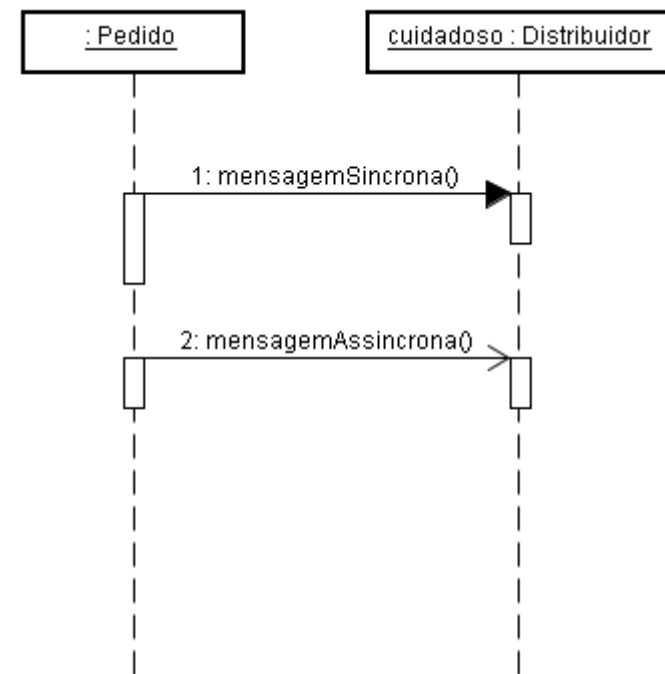 : Pedido
cuidadoso : Distribuidor
1: mensagemSincrona()
2: mensagemAssincrona()